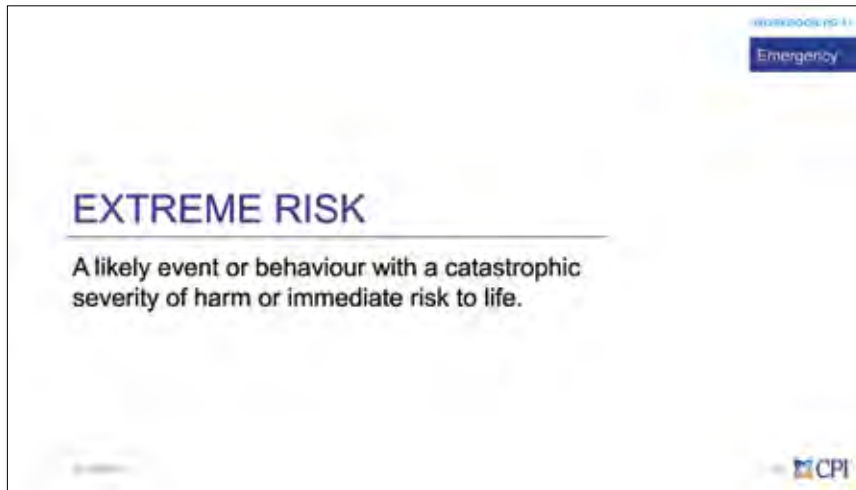 Emergency
EXTREME RISK
A likely event or behaviour with a catastrophic
severity of harm or immediate risk to life.
CPI